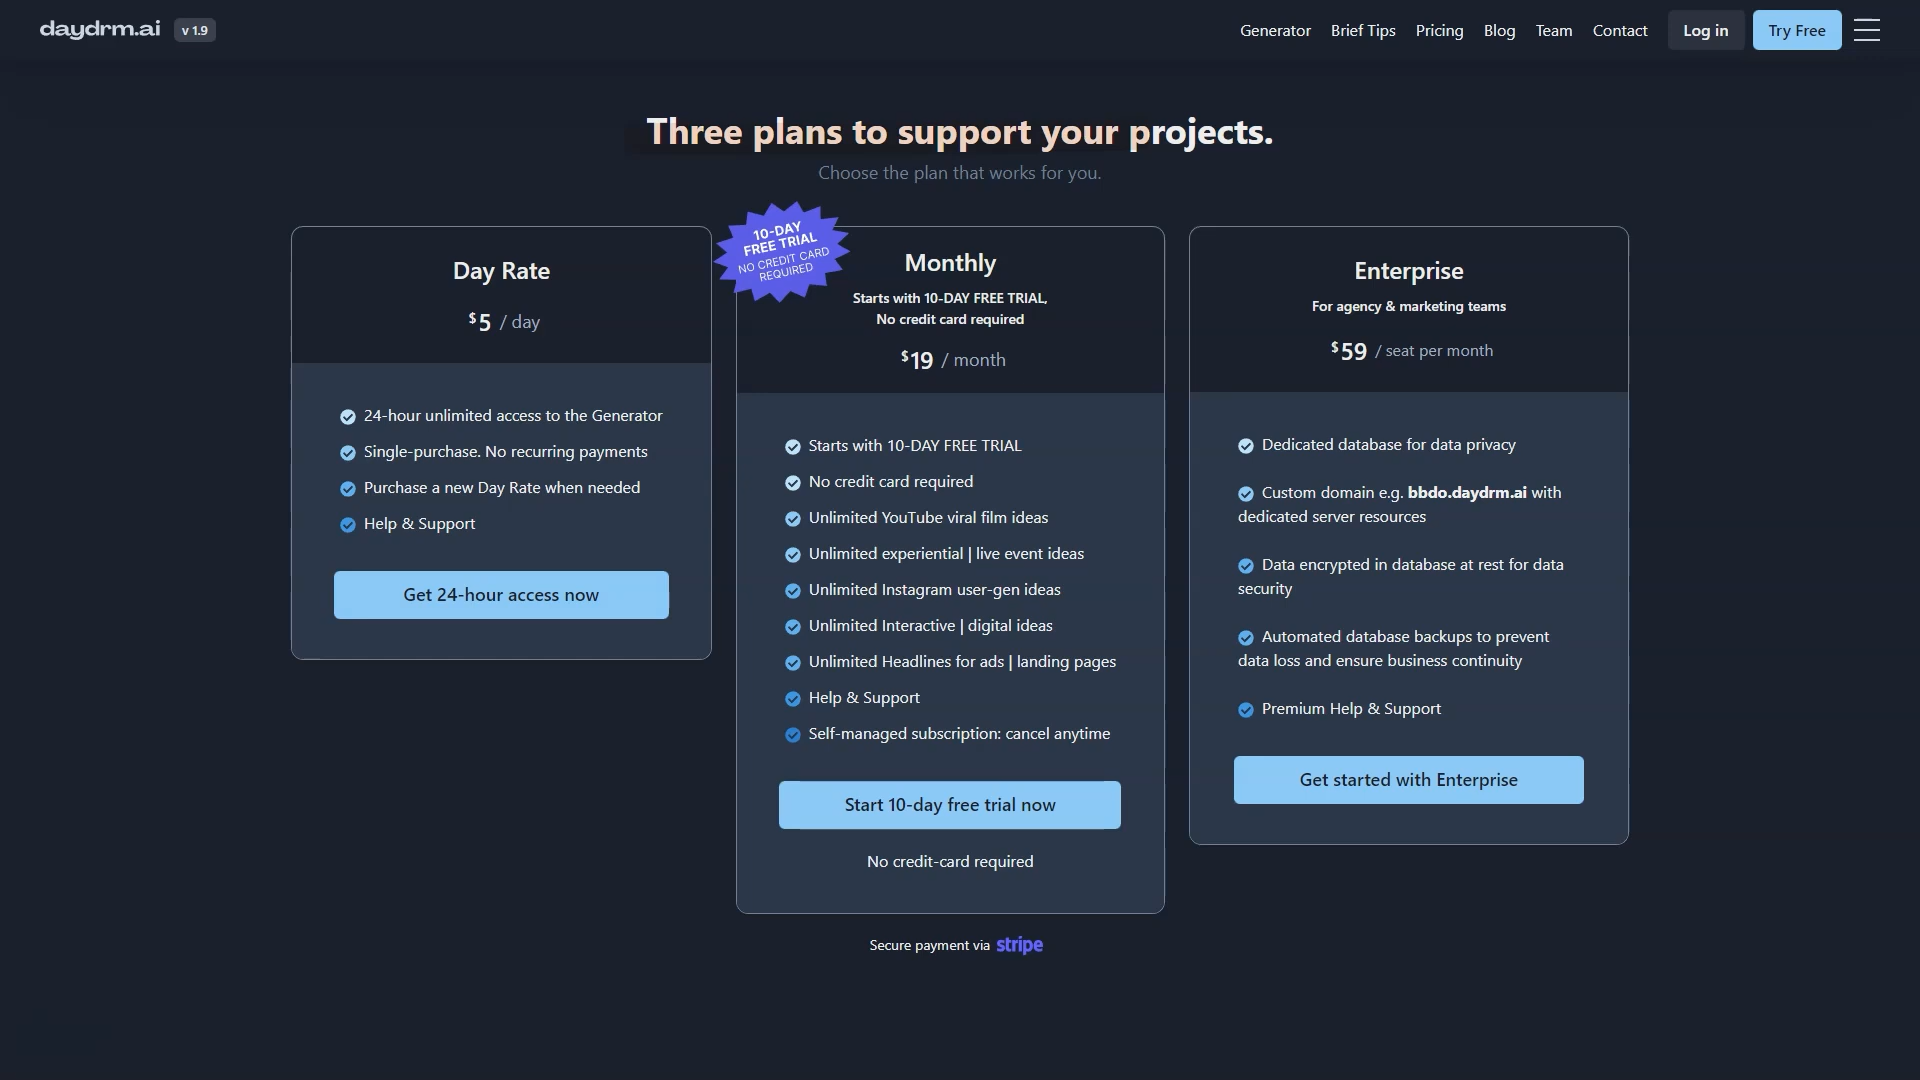 daydrm.ai
v 1.9
Generator
Brief Tips
Pricing
Blog
Team
Contact
Log in
Try Free
Three plans to support your projects.
Choose the plan that works for you.
Day Rate
$5 / day
24-hour unlimited access to the Generator
Single-purchase. No recurring payments
Purchase a new Day Rate when needed
Help & Support
Get 24-hour access now
10-DAY
FREE TRIAL
NO CREDIT CARD
REQUIRED
Monthly
Starts with 10-DAY FREE TRIAL,
No credit card required
$19 / month
Starts with 10-DAY FREE TRIAL
No credit card required
Unlimited YouTube viral film ideas
Unlimited experiential | live event ideas
Unlimited Instagram user-gen ideas
Unlimited Interactive | digital ideas
Unlimited Headlines for ads | landing pages
Help & Support
Self-managed subscription: cancel anytime
Start 10-day free trial now
No credit-card required
Enterprise
For agency & marketing teams
$59 / seat per month
Dedicated database for data privacy
Custom domain e.g. bbdo.daydrm.ai with
dedicated server resources
Data encrypted in database at rest for data
security
Automated database backups to prevent
data loss and ensure business continuity
Premium Help & Support
Get started with Enterprise
Secure payment via stripe